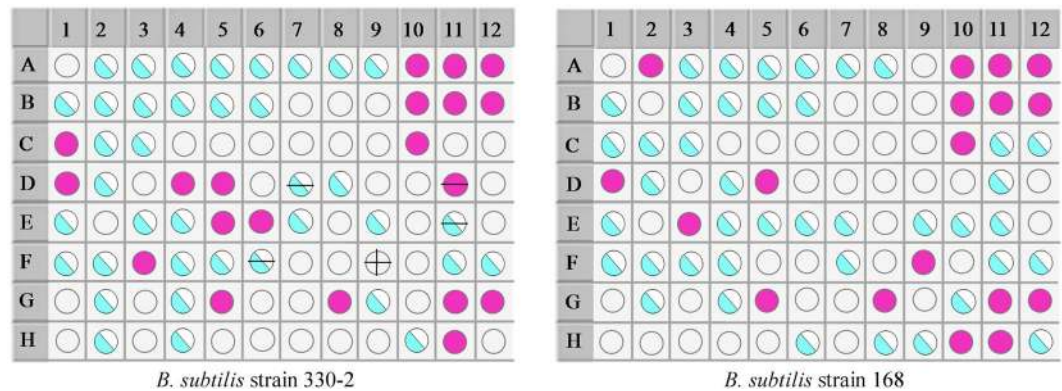 1 2 3 4 5 6 7 8 9 10 11 12
A
B
C
D
E
F
G
H
B. subtilis strain 330-2
1 2 3 4 5 6 7 8 9 10 11 12
A
B
C
D
E
F
G
H
B. subtilis strain 168